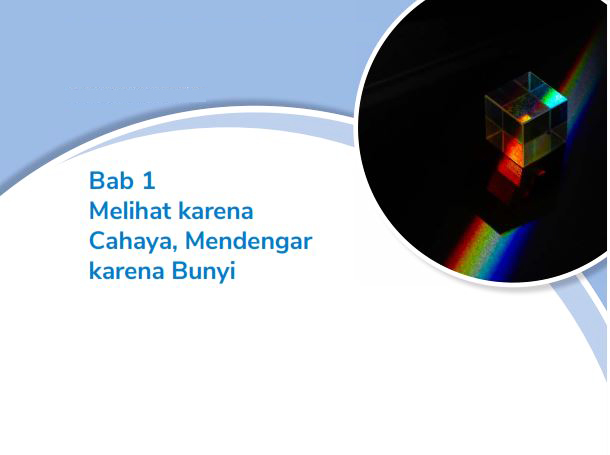 Bab 1
Melihat karena
Cahaya, Mendengar
karena Bunyi